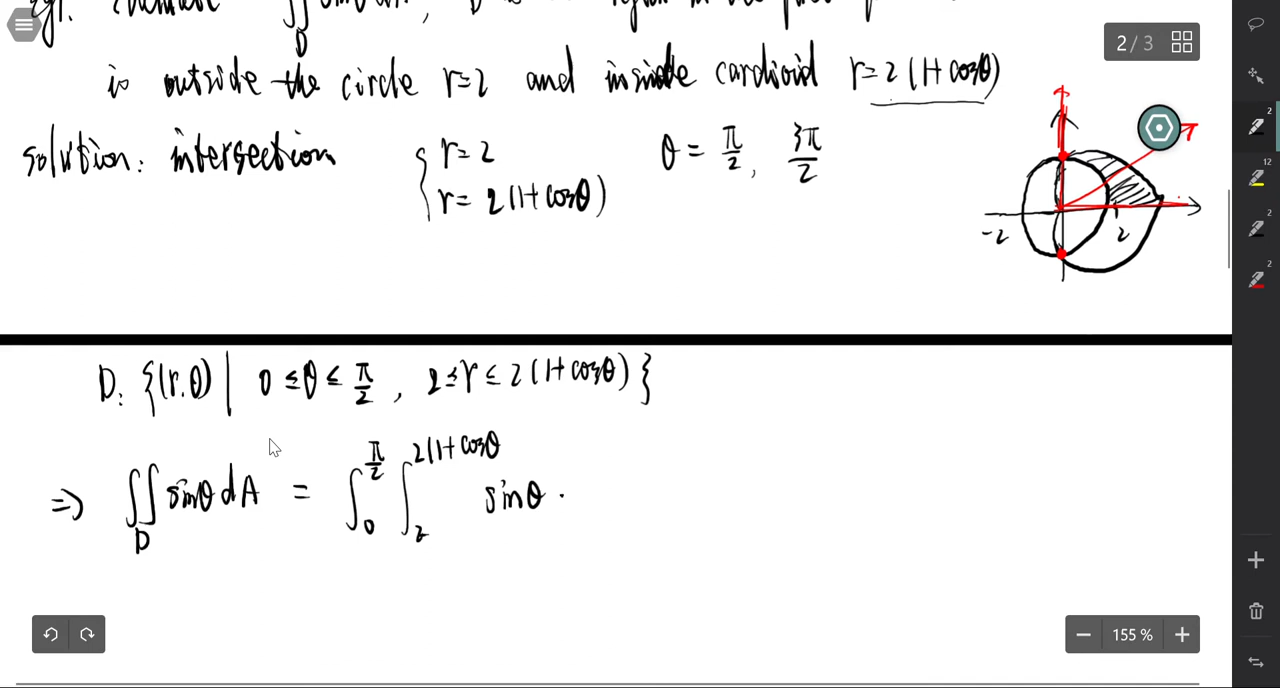 2 / 3
is outside the circle r=2 and inside cardioid r=2(1+cosθ)
solution: intersection { r=2 θ = π/2, 3π/2
r= 2(1+cosθ)
-2 2
D: {(r.θ) | 0 ≤θ ≤ π/2, 2≤r ≤ 2(1+cosθ) }
=> ∬_D sinθ dA = ∫_0^{π/2} ∫_2^{2(1+cosθ} sinθ ·
155 %